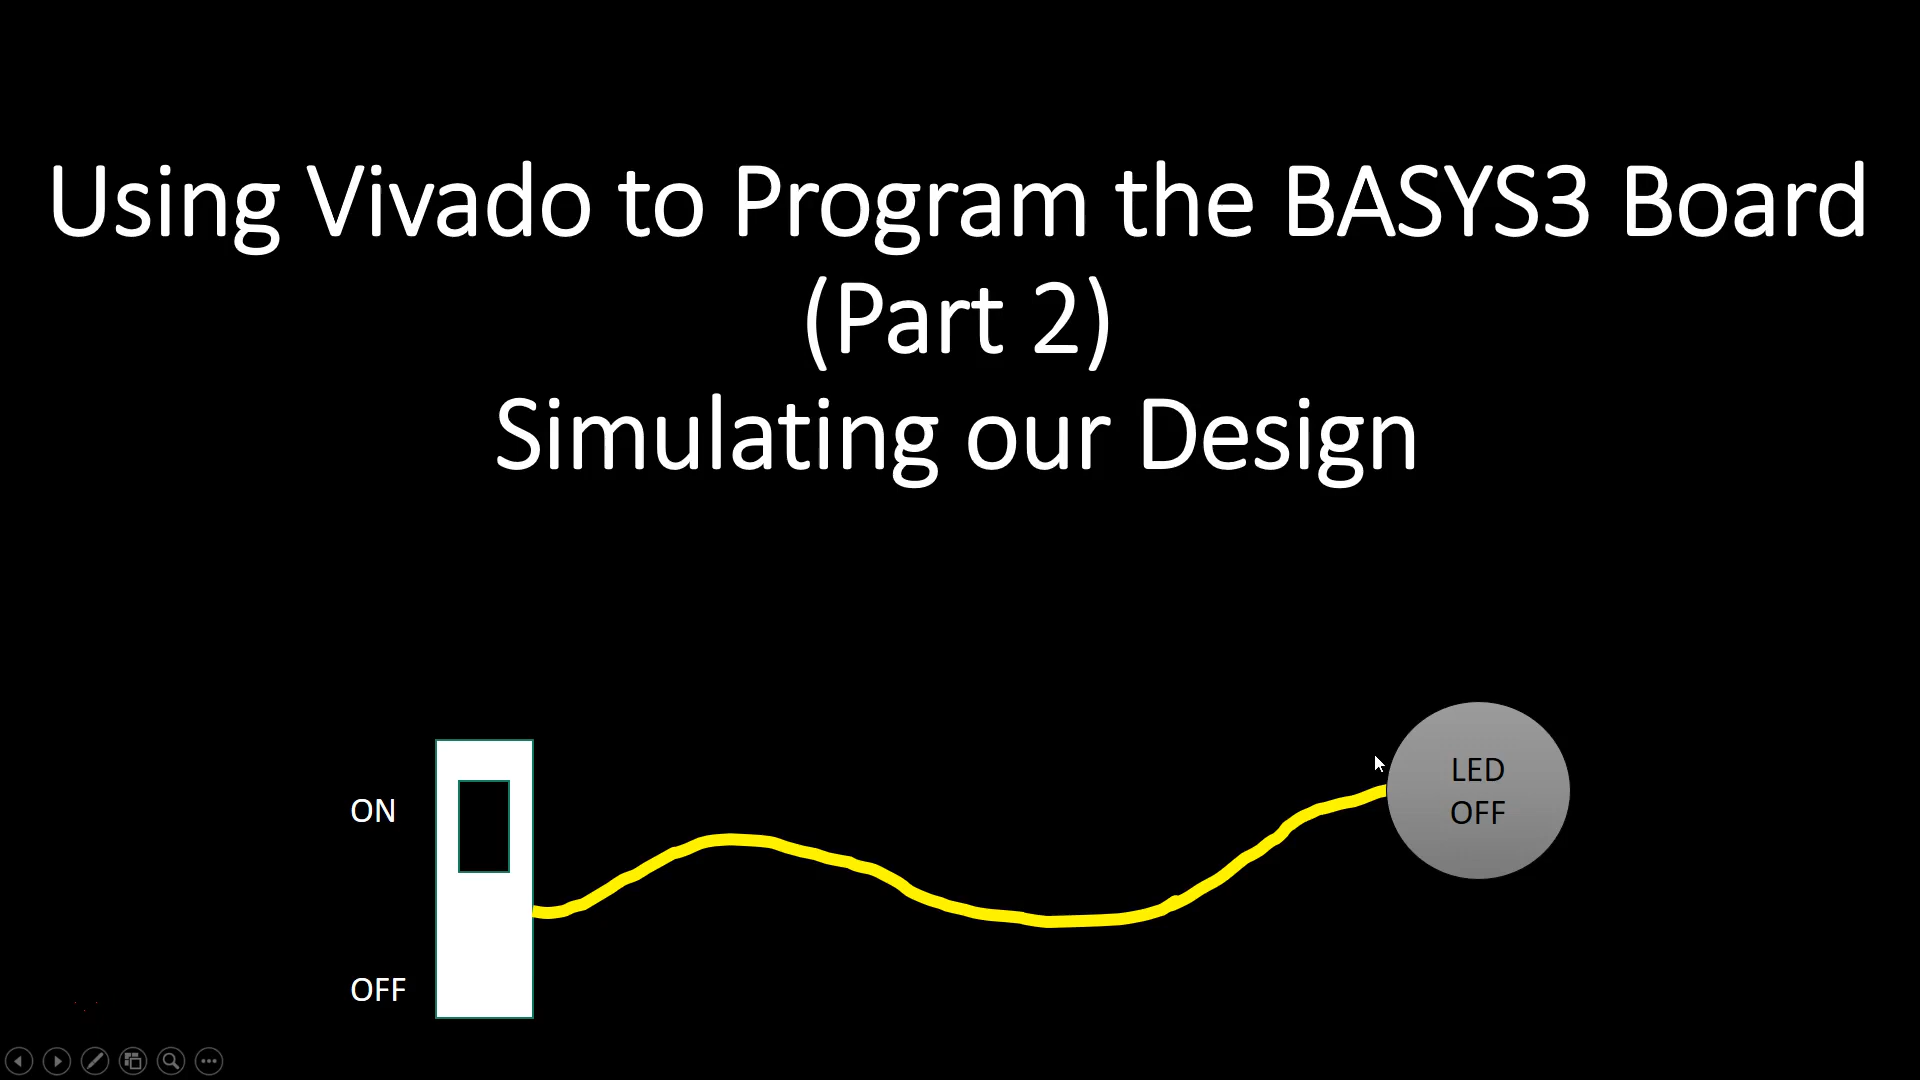 Using Vivado to Program the BASYS3 Board
(Part 2)
Simulating our Design
LED
OFF
ON
OFF